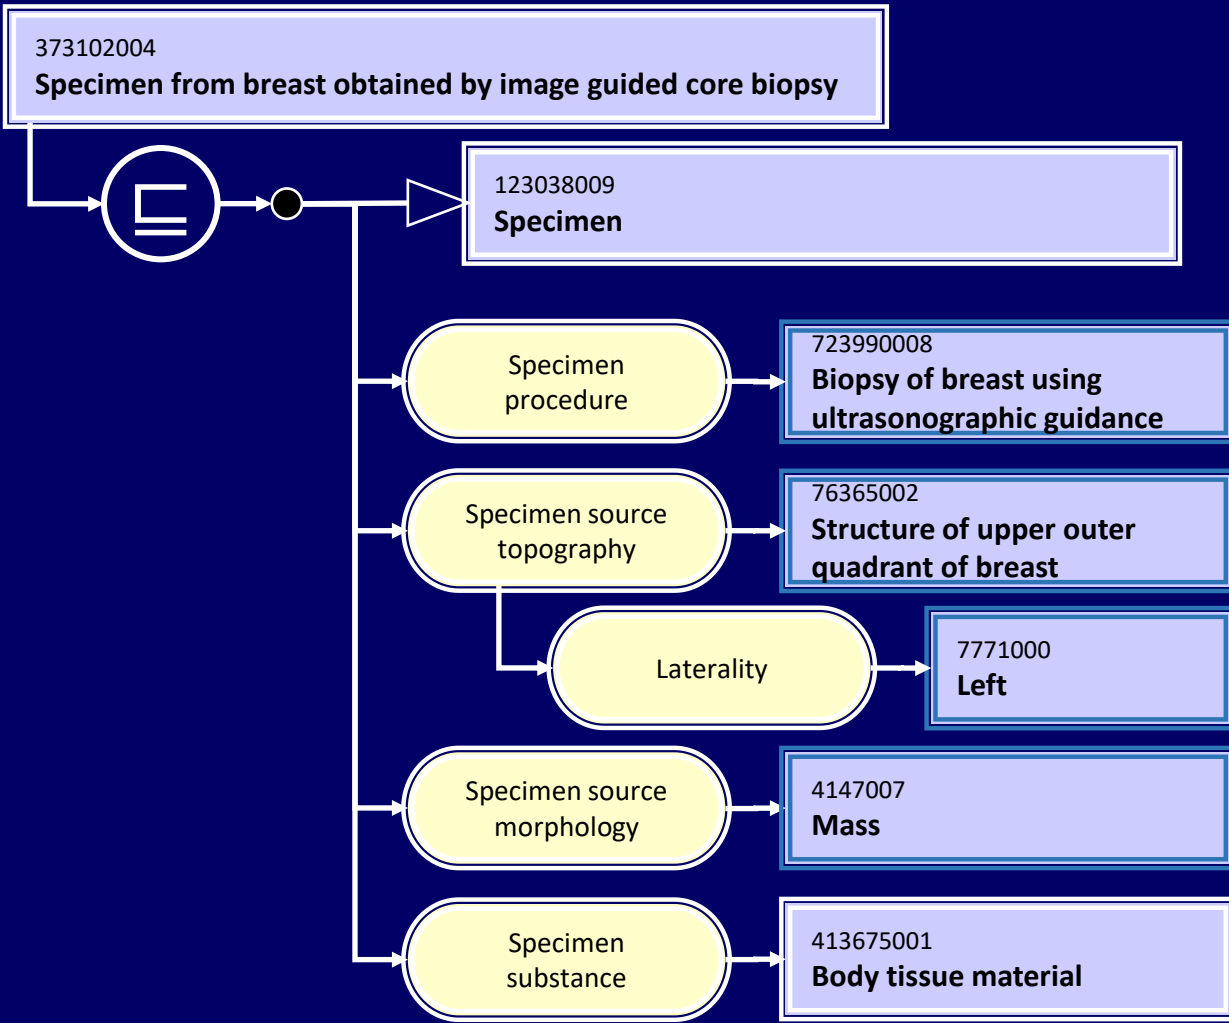 373102004
Specimen from breast obtained by image guided core biopsy
⊑
123038009
Specimen
Specimen
procedure
723990008
Biopsy of breast using
ultrasonographic guidance
Specimen source
topography
76365002
Structure of upper outer
quadrant of breast
Laterality
7771000
Left
Specimen source
morphology
4147007
Mass
Specimen
substance
413675001
Body tissue material